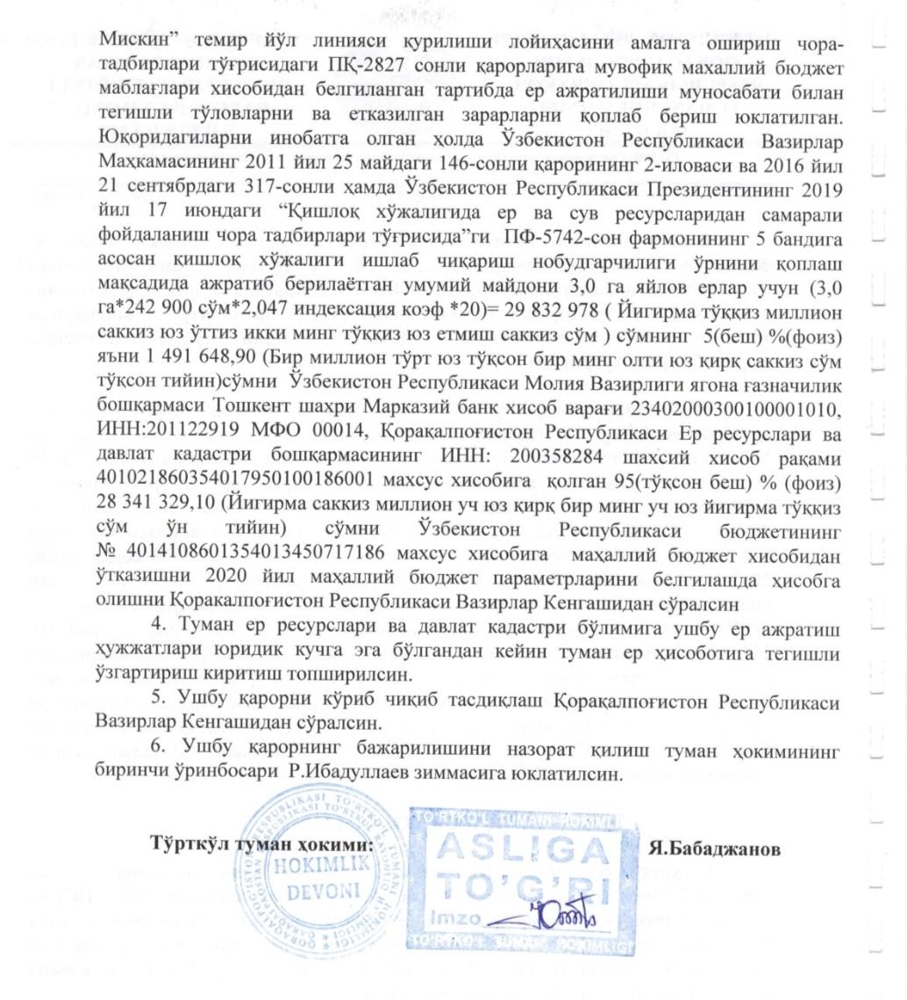 Мискин” темир йўл линияси қурилиши лойиҳасини амалга ошириш чора-
тадбирлари тўғрисидаги ПҚ-2827 сонли қарорларига мувофиқ махаллий бюджет
маблағлари хисобидан белгиланган тартибда ер ажратилиши муносабати билан
тегишли тўловларни ва етказилган зарарларни қоплаб бериш юклатилган.
Юқоридагиларни инобатга олган ҳолда Ўзбекистон Республикаси Вазирлар
Маҳкамасининг 2011 йил 25 майдаги 146-сонли қарорининг 2-иловаси ва 2016 йил
21 сентябрдаги 317-сонли ҳамда Ўзбекистон Республикаси Президентининг 2019
йил 17 июндаги “Қишлоқ хўжалигида ер ва сув ресурсларидан самарали
фойдаланиш чора тадбирлари тўғрисида”ги ПФ-5742-сон фармонининг 5 бандига
асосан қишлоқ хўжалиги ишлаб чиқариш нобудгарчилиги ўрнини қоплаш
мақсадида ажратиб берилаётган умумий майдони 3,0 га яйлов ерлар учун (3,0
га*242 900 сўм*2,047 индексация коэф *20)= 29 832 978 ( Йигирма тўққиз миллион
саккиз юз ўттиз икки минг тўққиз юз етмиш саккиз сўм ) сўмнинг 5(беш) %(фоиз)
яъни 1 491 648,90 (Бир миллион тўрт юз тўқсон бир минг олти юз қирқ саккиз сўм
тўқсон тийин)сўмни Ўзбекистон Республикаси Молия Вазирлиги ягона ғазначилик
бошқармаси Тошкент шахри Марказий банк хисоб варағи 23402000300100001010,
ИНН:201122919 МФО 00014, Қорақалпоғистон Республикаси Ер ресурслари ва
давлат кадастри бошқармасининг ИНН: 200358284 шахсий хисоб рақами
401021860354017950100186001 махсус хисобига қолган 95(тўқсон беш) % (фоиз)
28 341 329,10 (Йигирма саккиз миллион уч юз қирқ бир минг уч юз йигирма тўққиз
сўм ўн тийин) сўмни Ўзбекистон Республикаси бюджетининг
№ 401410860135401345071​7186 махсус хисобига маҳаллий бюджет хисобидан
ўтказишни 2020 йил маҳаллий бюджет параметрларини белгилашда ҳисобга
олишни Қоракалпоғистон Республикаси Вазирлар Кенгашидан сўралсин
4. Туман ер ресурслари ва давлат кадастри бўлимига ушбу ер ажратиш
ҳужжатлари юридик кучга эга бўлгандан кейин туман ер ҳисоботига тегишли
ўзгартириш киритиш топширилсин.
5. Ушбу қарорни кўриб чиқиб тасдиқлаш Қорақалпоғистон Республикаси
Вазирлар Кенгашидан сўралсин.
6. Ушбу қарорнинг бажарилишини назорат қилиш туман ҳокимининг
биринчи ўринбосари Р.Ибадуллаев зиммасига юклатилсин.
Тўрткўл туман ҳокими:
Я.Бабаджанов
HOKIMLIK
DEVONI
TO'RTKO'L TUMANI HOKIMLI
ASLIGA
TO'G'RI
Imzo
TO'RTKO'L TUMANI HOKIMLIGI